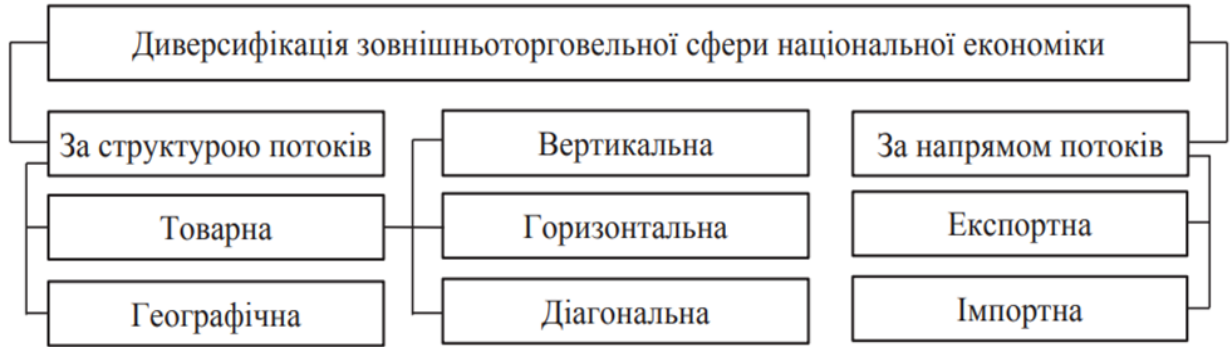 Диверсифікація зовнішньоторговельної сфери національної економіки
За структурою потоків
Вертикальна
За напрямом потоків
Товарна
Горизонтальна
Експортна
Географічна
Діагональна
Імпортна